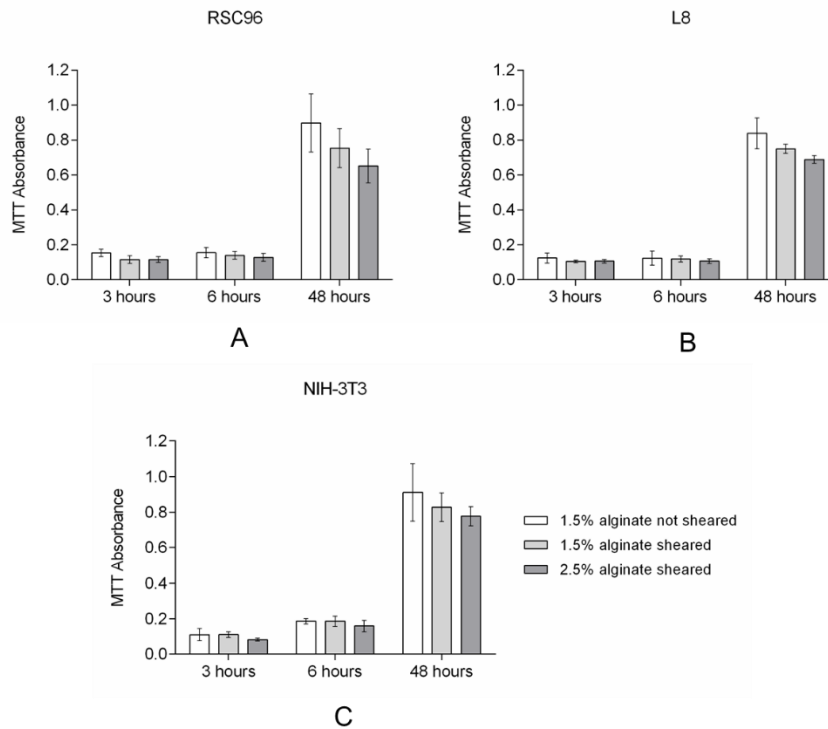 RSC96
MTT Absorbance
1.2
1.0
0.8
0.6
0.4
0.2
0.0
3 hours 6 hours 48 hours
A
L8
MTT Absorbance
1.2
1.0
0.8
0.6
0.4
0.2
0.0
3 hours 6 hours 48 hours
B
NIH-3T3
MTT Absorbance
1.2
1.0
0.8
0.6
0.4
0.2
0.0
3 hours 6 hours 48 hours
1.5% alginate not sheared
1.5% alginate sheared
2.5% alginate sheared
C